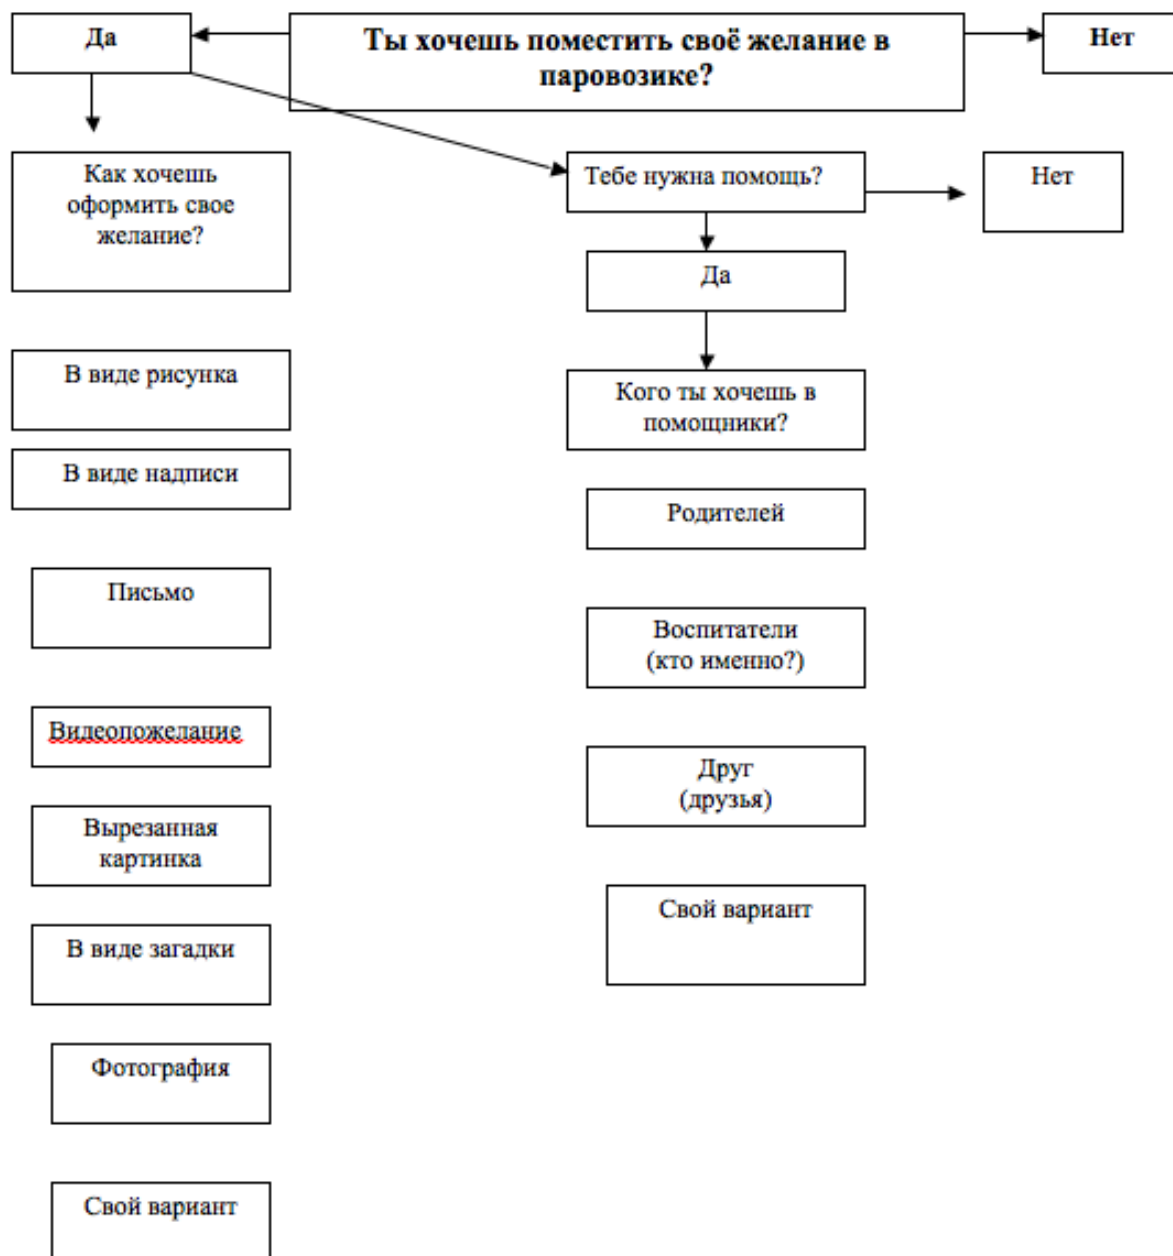 Да
Ты хочешь поместить своё желание в
паровозике?
Нет
Как хочешь
оформить свое
желание?
Тебе нужна помощь?
Нет
Да
В виде рисунка
Кого ты хочешь в
помощники?
В виде надписи
Родителей
Письмо
Воспитатели
(кто именно?)
Видеопожелание
Друг
(друзья)
Вырезанная
картинка
Свой вариант
В виде загадки
Фотография
Свой вариант